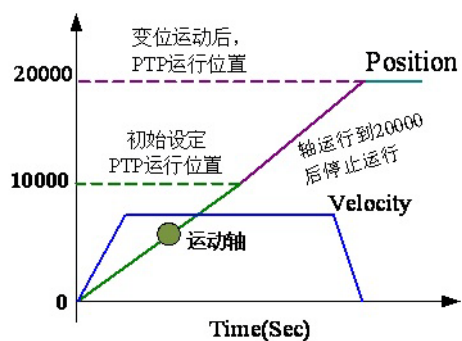 变位运动后，
PTP运行位置
20000
Position
初始设定
PTP运行位置
轴运行到20000
后停止运行
10000
Velocity
运动轴
0
Time(Sec)